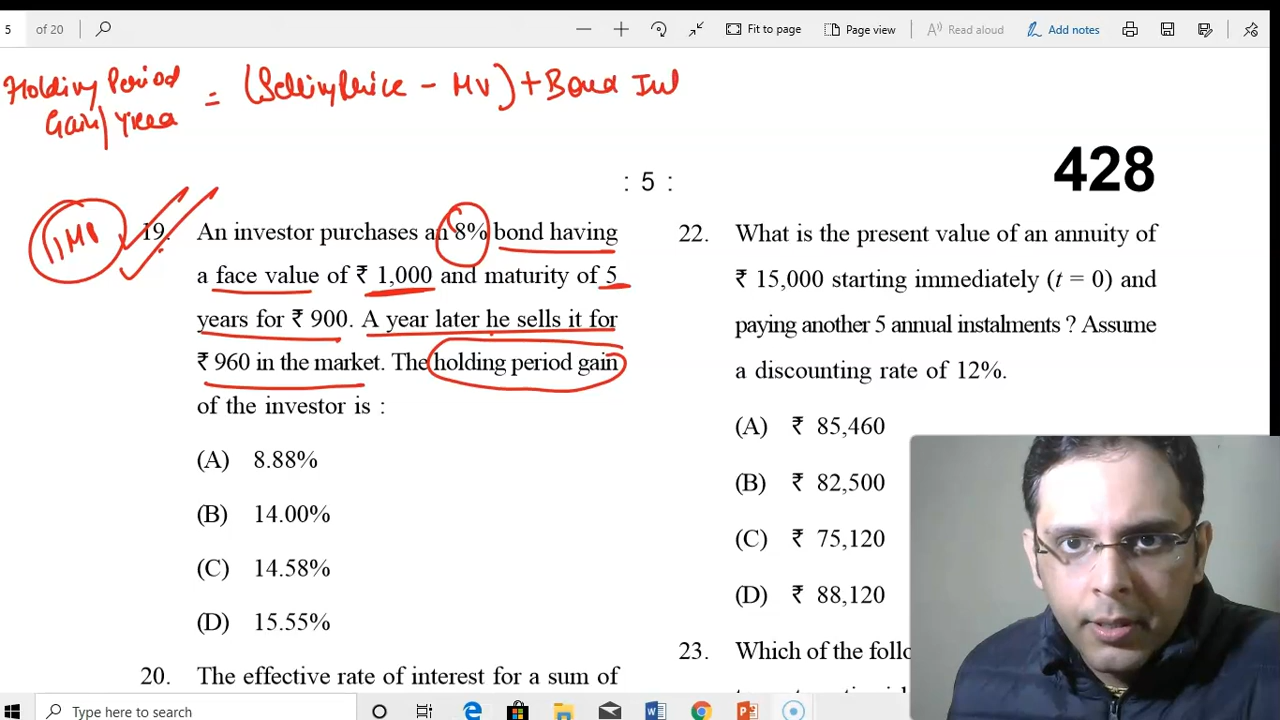 5 of 20 Fit to page Page view Read aloud Add notes
Holding Period = (Selling Price - MV) + Bond Int
Gain/Year
428
: 5 :
1M
19. An investor purchases an 8% bond having
a face value of ₹ 1,000 and maturity of 5
years for ₹ 900. A year later he sells it for
₹ 960 in the market. The holding period gain
of the investor is :
(A) 8.88%
(B) 14.00%
(C) 14.58%
(D) 15.55%
20. The effective rate of interest for a sum of
22. What is the present value of an annuity of
₹ 15,000 starting immediately (t = 0) and
paying another 5 annual instalments ? Assume
a discounting rate of 12%.
(A) ₹ 85,460
(B) ₹ 82,500
(C) ₹ 75,120
(D) ₹ 88,120
23. Which of the follo
Type here to search